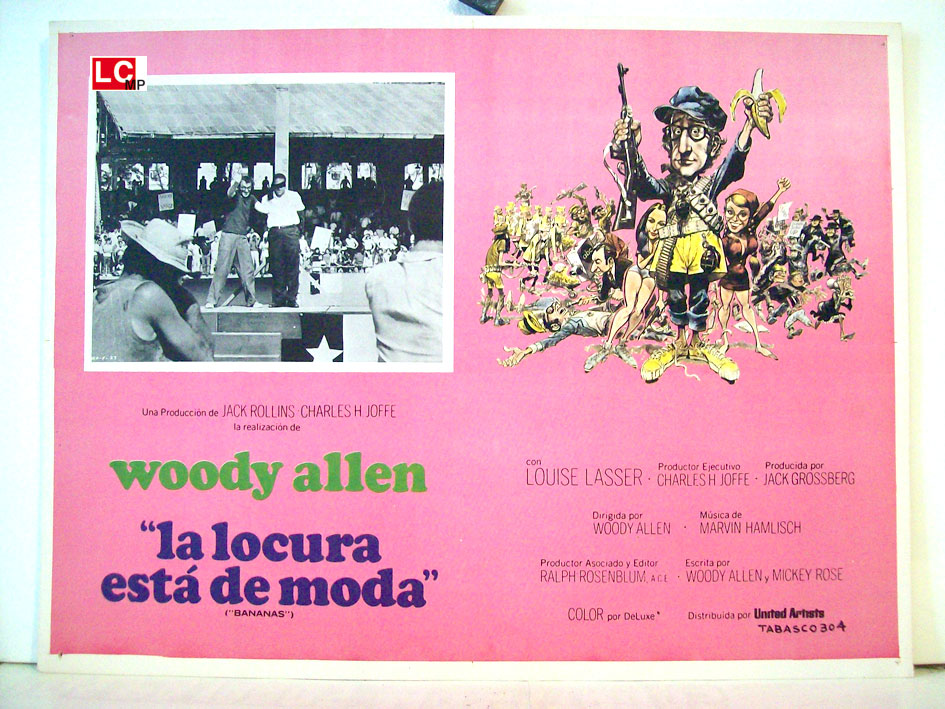 LC
MP
Una Producción de JACK ROLLINS·CHARLES H JOFFE
la realización de
woody allen
"la locura
está de moda"
("BANANAS")
con
LOUISE LASSER · Productor Ejecutivo CHARLES H JOFFE · Producida por JACK GROSSBERG
Dirigida por WOODY ALLEN · Música de MARVIN HAMLISCH
Productor Asociado y Editor RALPH ROSENBLUM, A.C.E. · Escrita por WOODY ALLEN y MICKEY ROSE
COLOR por DeLuxe® Distribuida por United Artists
TABASCO 304